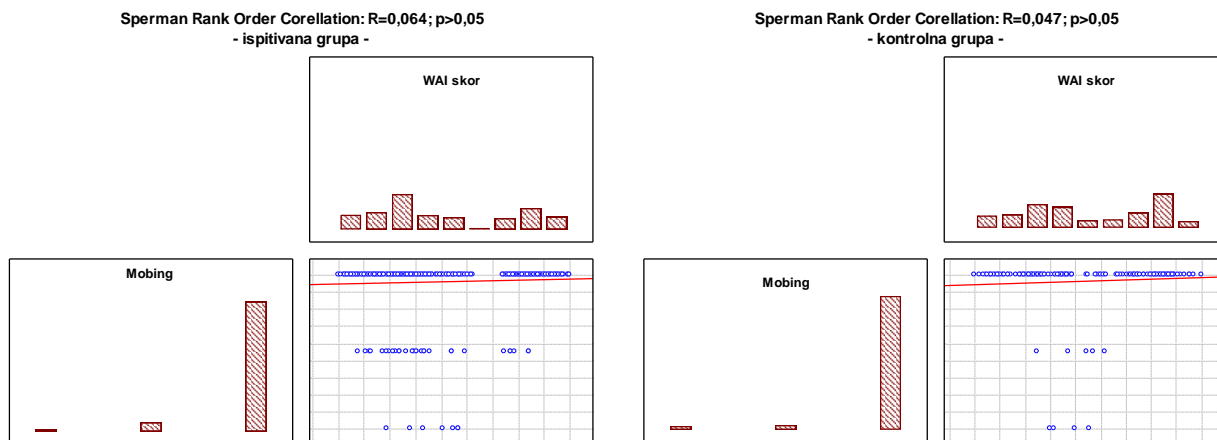 Sperman Rank Order Corellation: R=0,064; p>0,05
- ispitivana grupa -
WAI skor
Mobing
Sperman Rank Order Corellation: R=0,047; p>0,05
- kontrolna grupa -
WAI skor
Mobing